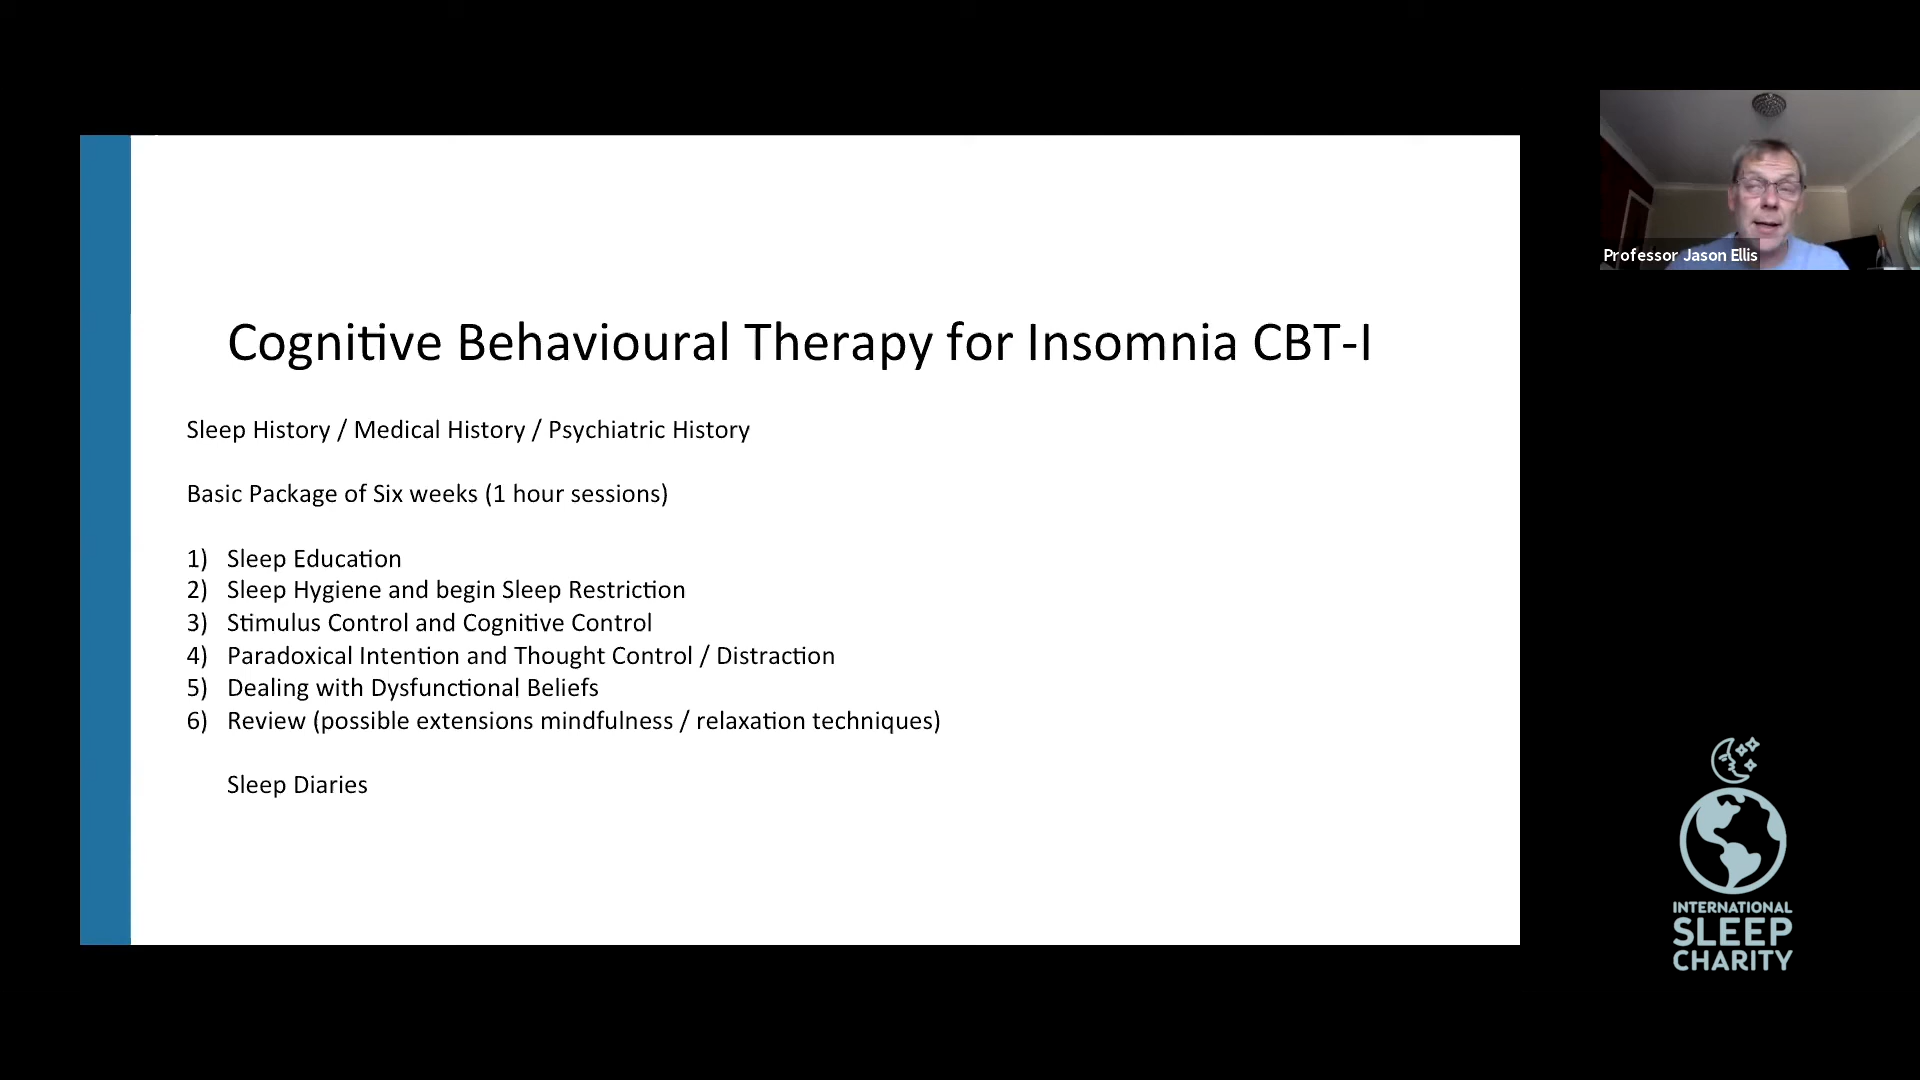 Cognitive Behavioural Therapy for Insomnia CBT-I
Sleep History / Medical History / Psychiatric History
Basic Package of Six weeks (1 hour sessions)
1) Sleep Education
2) Sleep Hygiene and begin Sleep Restriction
3) Stimulus Control and Cognitive Control
4) Paradoxical Intention and Thought Control / Distraction
5) Dealing with Dysfunctional Beliefs
6) Review (possible extensions mindfulness / relaxation techniques)
Sleep Diaries
Professor Jason Ellis
INTERNATIONAL
SLEEP
CHARITY